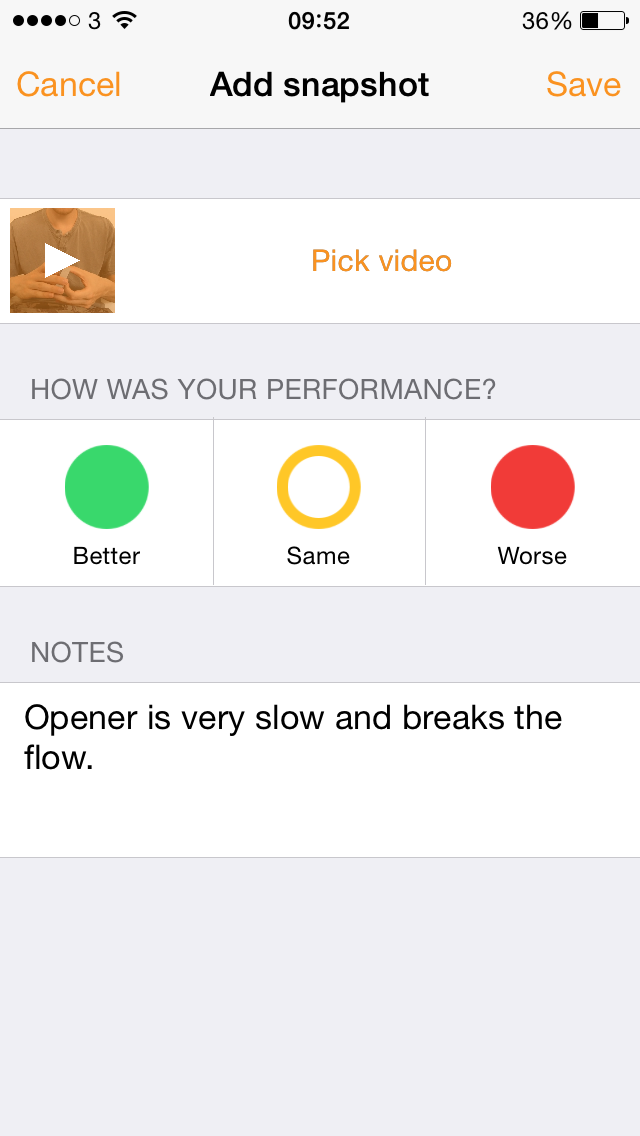 3 09:52 36%
Cancel Add snapshot Save
Pick video
HOW WAS YOUR PERFORMANCE?
Better Same Worse
NOTES
Opener is very slow and breaks the
flow.